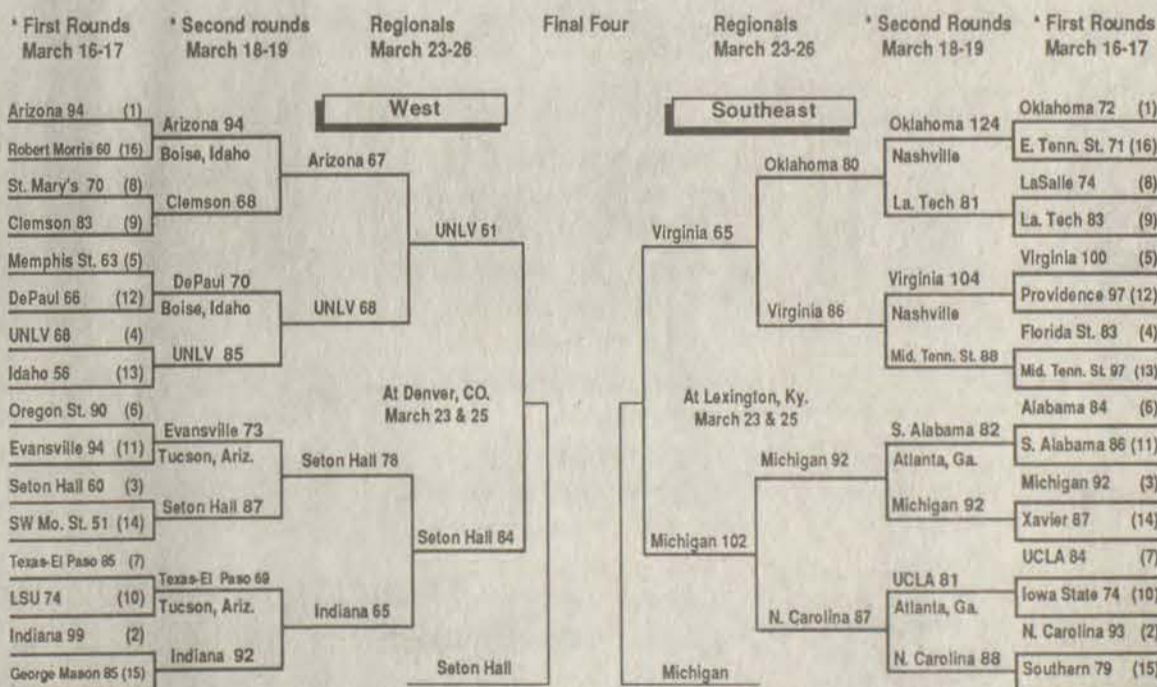 * First Rounds
March 16-17
* Second rounds
March 18-19
Regionals
March 23-26
Final Four
Regionals
March 23-26
* Second Rounds
March 18-19
* First Rounds
March 16-17
West
Arizona 94 (1)
Robert Morris 60 (16)
St. Mary's 70 (8)
Clemson 83 (9)
Memphis St. 63 (5)
DePaul 66 (12)
UNLV 68 (4)
Idaho 56 (13)
Oregon St. 90 (6)
Evansville 94 (11)
Seton Hall 60 (3)
SW Mo. St. 51 (14)
Texas-El Paso 85 (7)
LSU 74 (10)
Indiana 99 (2)
George Mason 85 (15)
Arizona 94
Boise, Idaho
Clemson 68
DePaul 70
Boise, Idaho
UNLV 85
Evansville 73
Tucson, Ariz.
Seton Hall 87
Texas-El Paso 69
Tucson, Ariz.
Indiana 92
Arizona 67
UNLV 68
Seton Hall 78
Indiana 65
UNLV 61
At Denver, CO.
March 23 & 25
Seton Hall 84
Seton Hall
Southeast
Virginia 65
At Lexington, Ky.
March 23 & 25
Michigan 102
Michigan
Oklahoma 80
Virginia 86
Michigan 92
N. Carolina 87
Oklahoma 124
Nashville
La. Tech 81
Virginia 104
Nashville
Mid. Tenn. St. 88
S. Alabama 82
Atlanta, Ga.
Michigan 92
UCLA 81
Atlanta, Ga.
N. Carolina 88
Oklahoma 72 (1)
E. Tenn. St. 71 (16)
LaSalle 74 (8)
La. Tech 83 (9)
Virginia 100 (5)
Providence 97 (12)
Florida St. 83 (4)
Mid. Tenn. St. 97 (13)
Alabama 84 (6)
S. Alabama 86 (11)
Michigan 92 (3)
Xavier 87 (14)
UCLA 84 (7)
Iowa State 74 (10)
N. Carolina 93 (2)
Southern 79 (15)